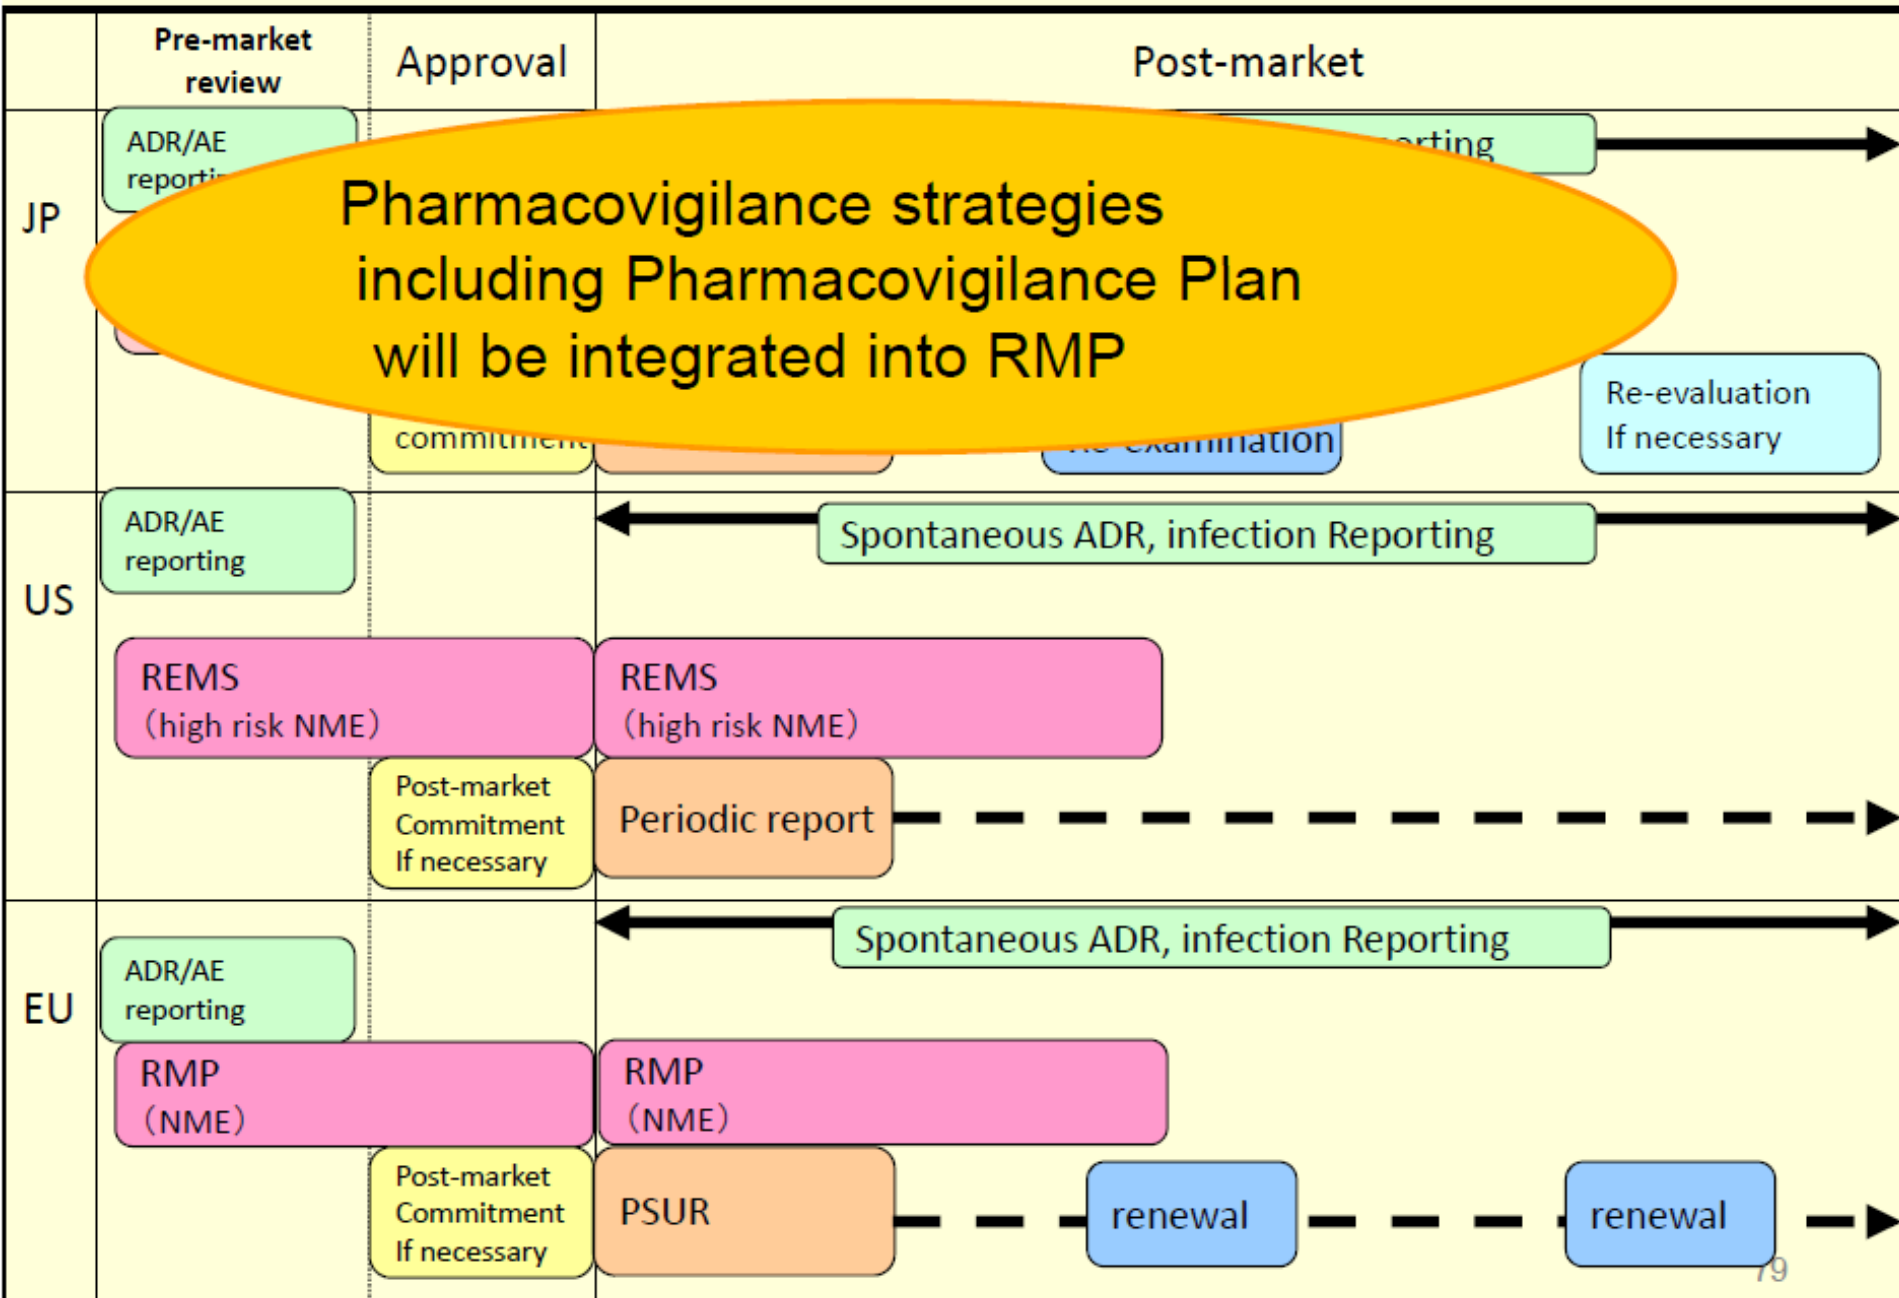 Pre-market
review
Approval
Post-market
JP
ADR/AE
Pharmacovigilance strategies
including Pharmacovigilance Plan
will be integrated into RMP
commitment
Re-evaluation
If necessary
US
ADR/AE
reporting
Spontaneous ADR, infection Reporting
REMS
（high risk NME）
REMS
（high risk NME）
Post-market
Commitment
If necessary
Periodic report
EU
ADR/AE
reporting
Spontaneous ADR, infection Reporting
RMP
（NME）
RMP
（NME）
Post-market
Commitment
If necessary
PSUR
renewal
renewal
79